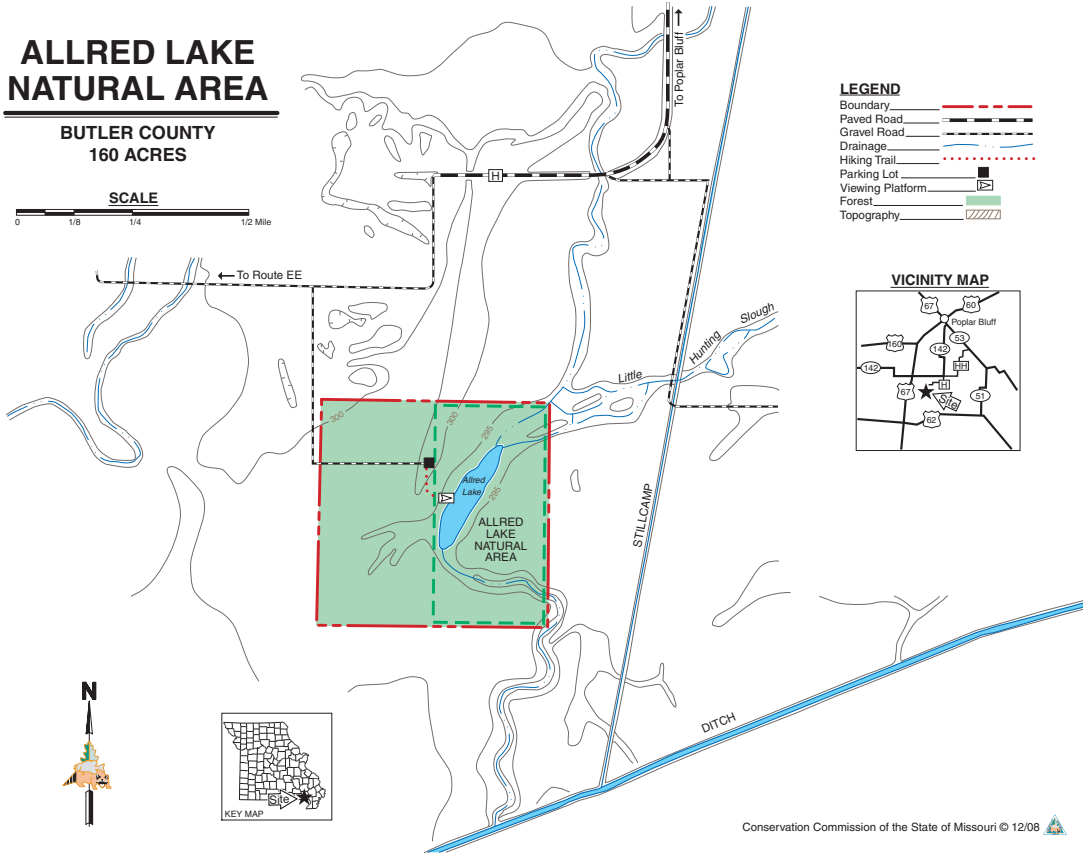 ALLRED LAKE
NATURAL AREA
BUTLER COUNTY
160 ACRES
SCALE
0 1/8 1/4 1/2 Mile
To Poplar Bluff
H
To Route EE
LEGEND
Boundary
Paved Road
Gravel Road
Drainage
Hiking Trail
Parking Lot
Viewing Platform
Forest
Topography
VICINITY MAP
67
60
Poplar Bluff
160
142
53
142
HH
H
67
Site
51
62
Little Hunting Slough
300
300
295
295
Allred
Lake
ALLRED
LAKE
NATURAL
AREA
STILLCAMP
DITCH
N
Site
KEY MAP
Conservation Commission of the State of Missouri © 12/08